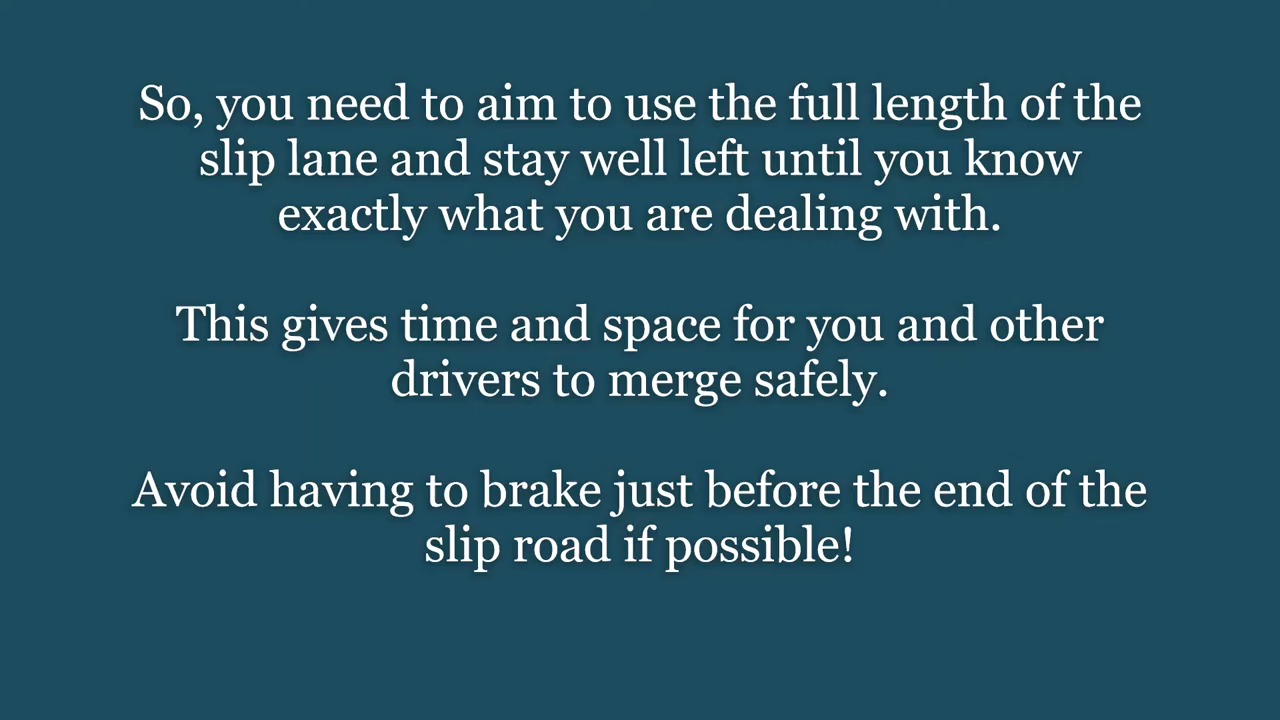 So, you need to aim to use the full length of the
slip lane and stay well left until you know
exactly what you are dealing with.
This gives time and space for you and other
drivers to merge safely.
Avoid having to brake just before the end of the
slip road if possible!